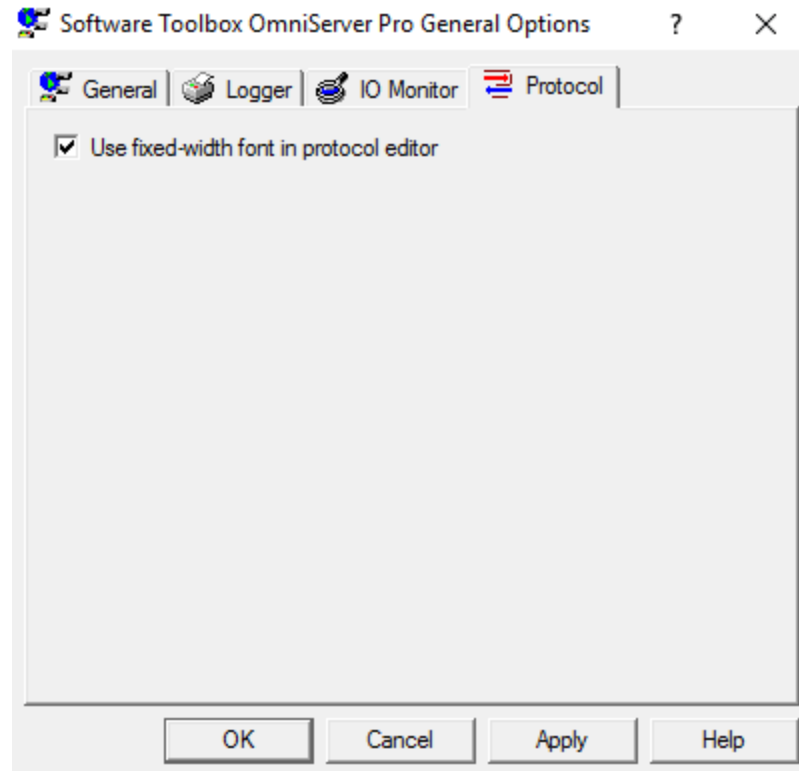 Software Toolbox OmniServer Pro General Options ? ×
General Logger IO Monitor Protocol
Use fixed-width font in protocol editor
OK Cancel Apply Help